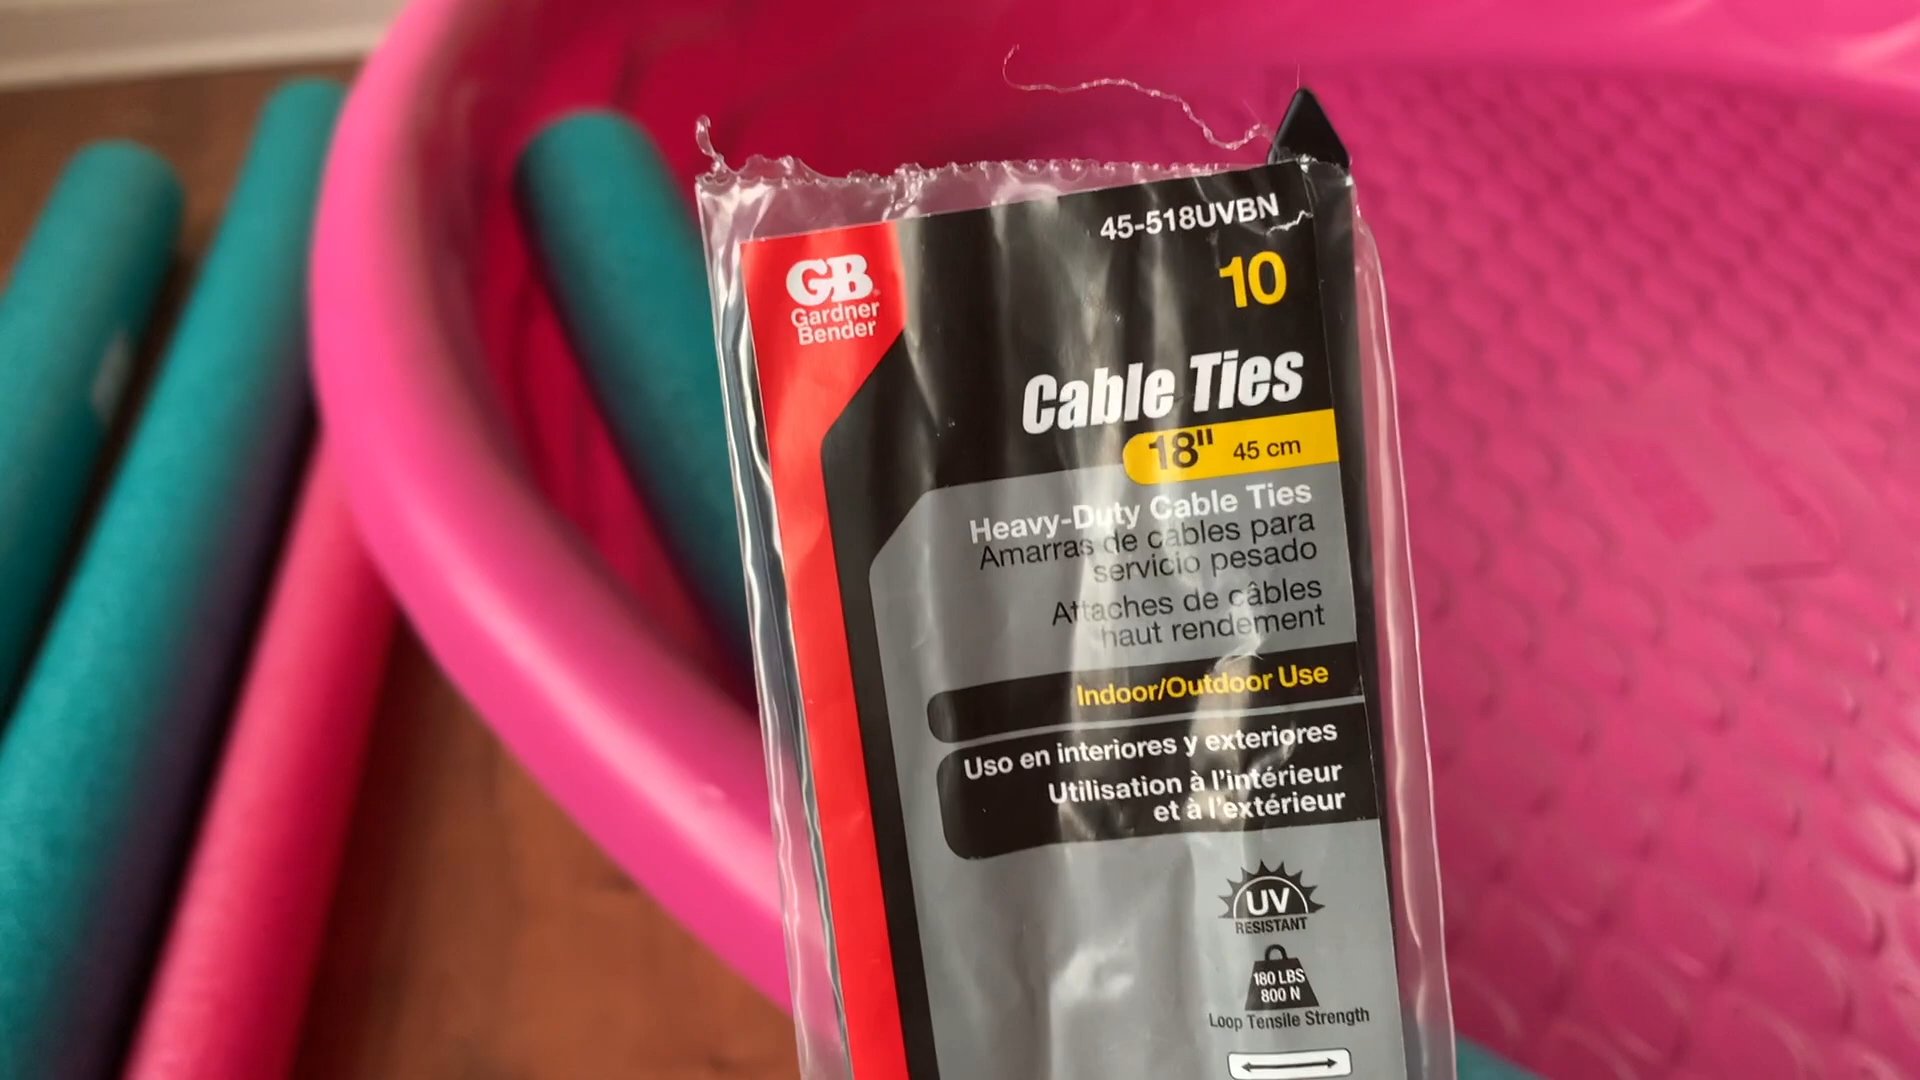 45-518UVBN
GB
Gardner
Bender
10
Cable Ties
18" 45 cm
Heavy-Duty Cable Ties
Amarras de cables para
servicio pesado
Attaches de câbles
haut rendement
Indoor/Outdoor Use
Uso en interiores y exteriores
Utilisation à l'intérieur
et à l'extérieur
UV
RESISTANT
180 LBS
800 N
Loop Tensile Strength